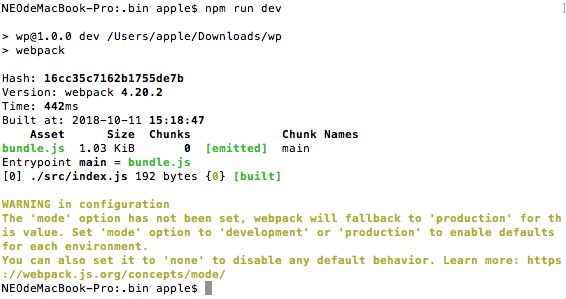 NEOdeMacBook-Pro:.bin apple$ npm run dev
> wp@1.0.0 dev /Users/apple/Downloads/wp
> webpack
Hash: 16cc35c7162b1755de7b
Version: webpack 4.20.2
Time: 442ms
Built at: 2018-10-11 15:18:47
Asset Size Chunks Chunk Names
bundle.js 1.03 KiB 0 [emitted] main
Entrypoint main = bundle.js
[0] ./src/index.js 192 bytes {0} [built]
WARNING in configuration
The 'mode' option has not been set, webpack will fallback to 'production' for th
is value. Set 'mode' option to 'development' or 'production' to enable defaults
for each environment.
You can also set it to 'none' to disable any default behavior. Learn more: https
://webpack.js.org/concepts/mode/
NEOdeMacBook-Pro:.bin apple$